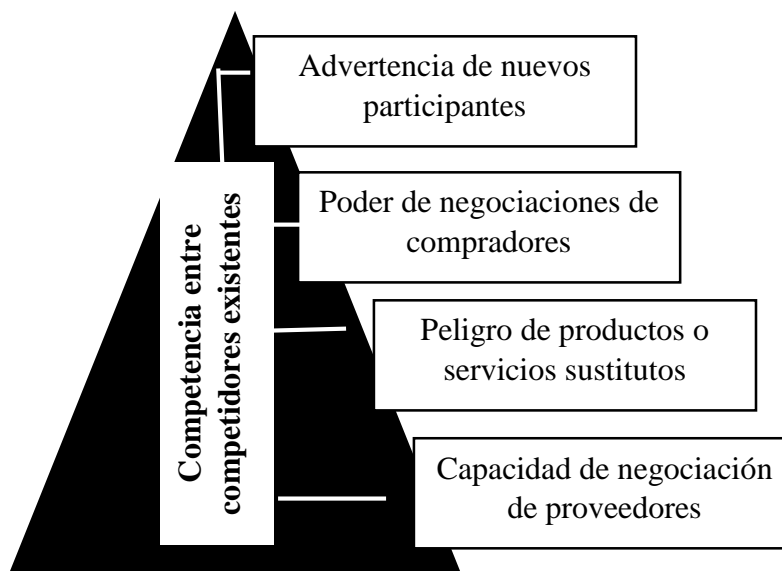 Advertencia de nuevos
participantes
Poder de negociaciones de
compradores
Peligro de productos o
servicios sustitutos
Capacidad de negociación
de proveedores
Competencia entre
competidores existentes